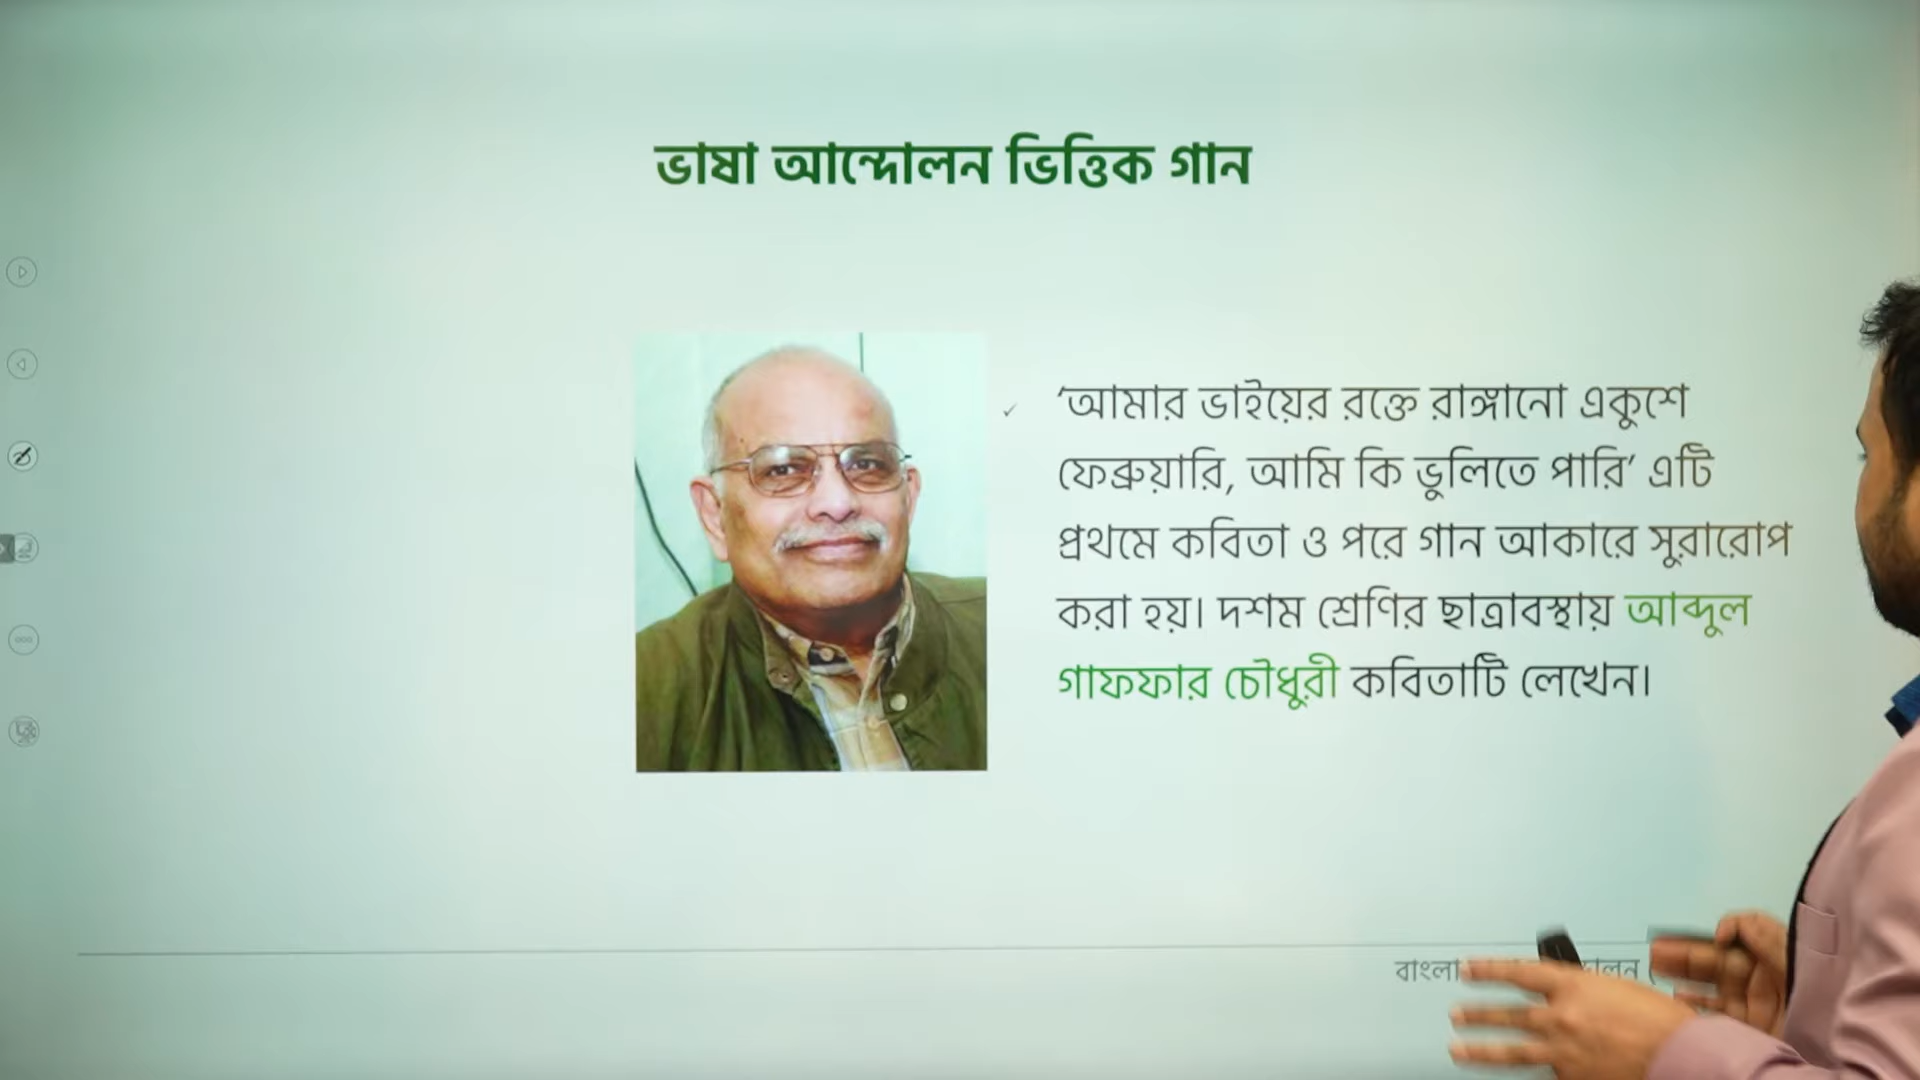 ভাষা আন্দোলন ভিত্তিক গান
‘আমার ভাইয়ের রক্তে রাঙ্গানো একুশে
ফেব্রুয়ারি, আমি কি ভুলিতে পারি’ এটি
প্রথমে কবিতা ও পরে গান আকারে সুরারোপ
করা হয়। দশম শ্রেণির ছাত্রাবস্থায় আব্দুল
গাফফার চৌধুরী কবিতাটি লেখেন।
বাংলা